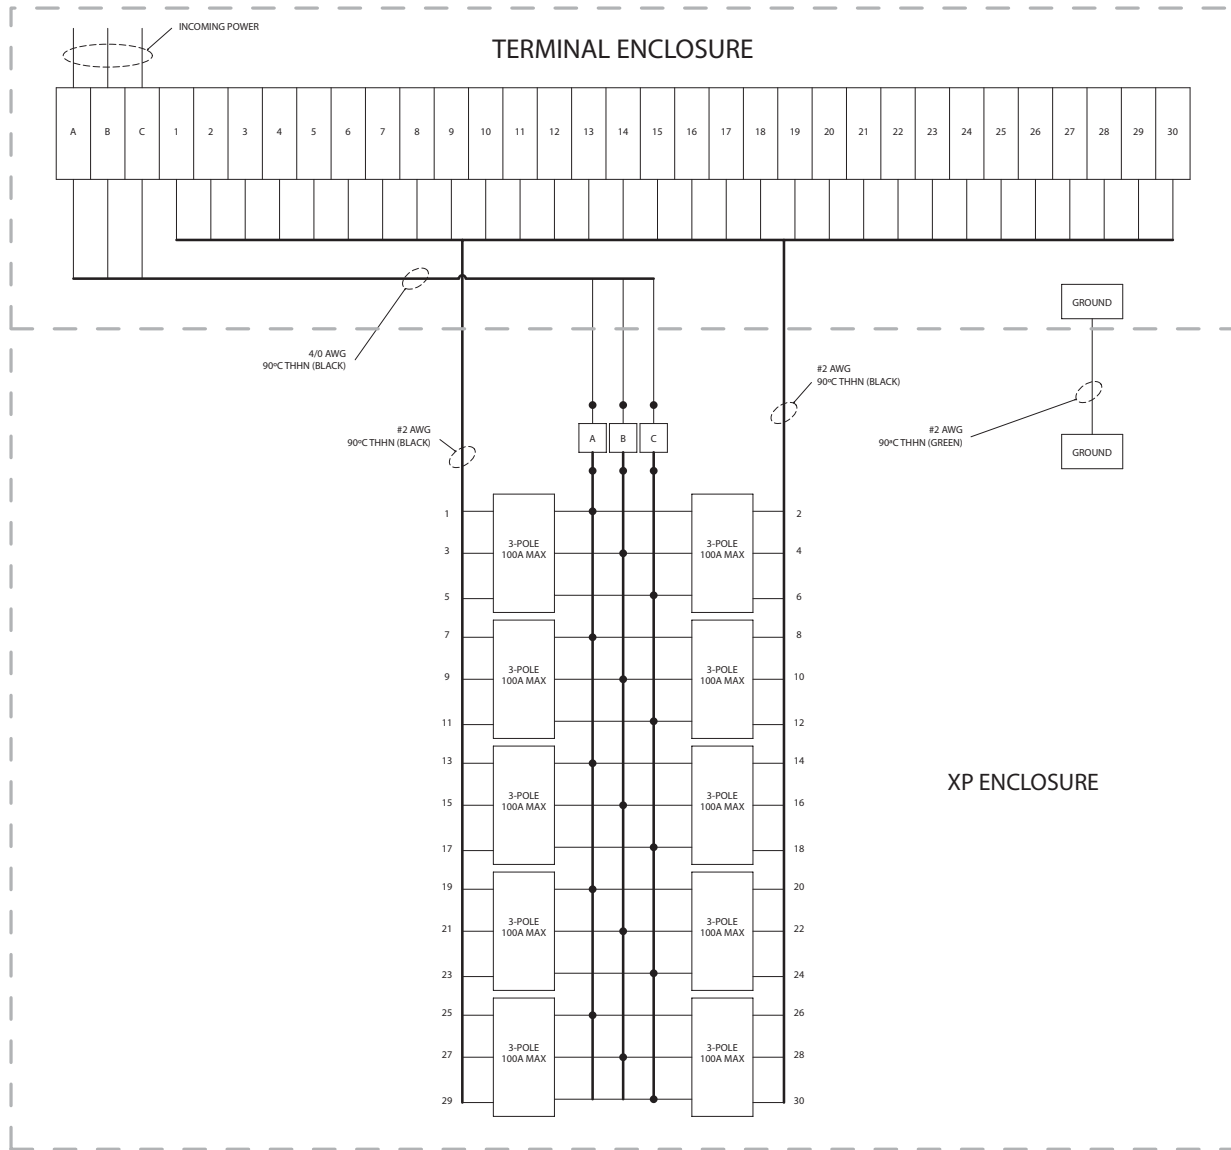 INCOMING POWER
TERMINAL ENCLOSURE
A B C 1 2 3 4 5 6 7 8 9 10 11 12 13 14 15 16 17 18 19 20 21 22 23 24 25 26 27 28 29 30
GROUND
4/0 AWG
90ºC THHN (BLACK)
#2 AWG
90ºC THHN (BLACK)
#2 AWG
90ºC THHN (BLACK)
#2 AWG
90ºC THHN (GREEN)
GROUND
A B C
1
3-POLE
100A MAX
3-POLE
100A MAX
2
3
4
5
6
7
3-POLE
100A MAX
3-POLE
100A MAX
8
9
10
11
12
13
3-POLE
100A MAX
3-POLE
100A MAX
14
15
16
17
18
XP ENCLOSURE
19
3-POLE
100A MAX
3-POLE
100A MAX
20
21
22
23
24
25
3-POLE
100A MAX
3-POLE
100A MAX
26
27
28
29
30